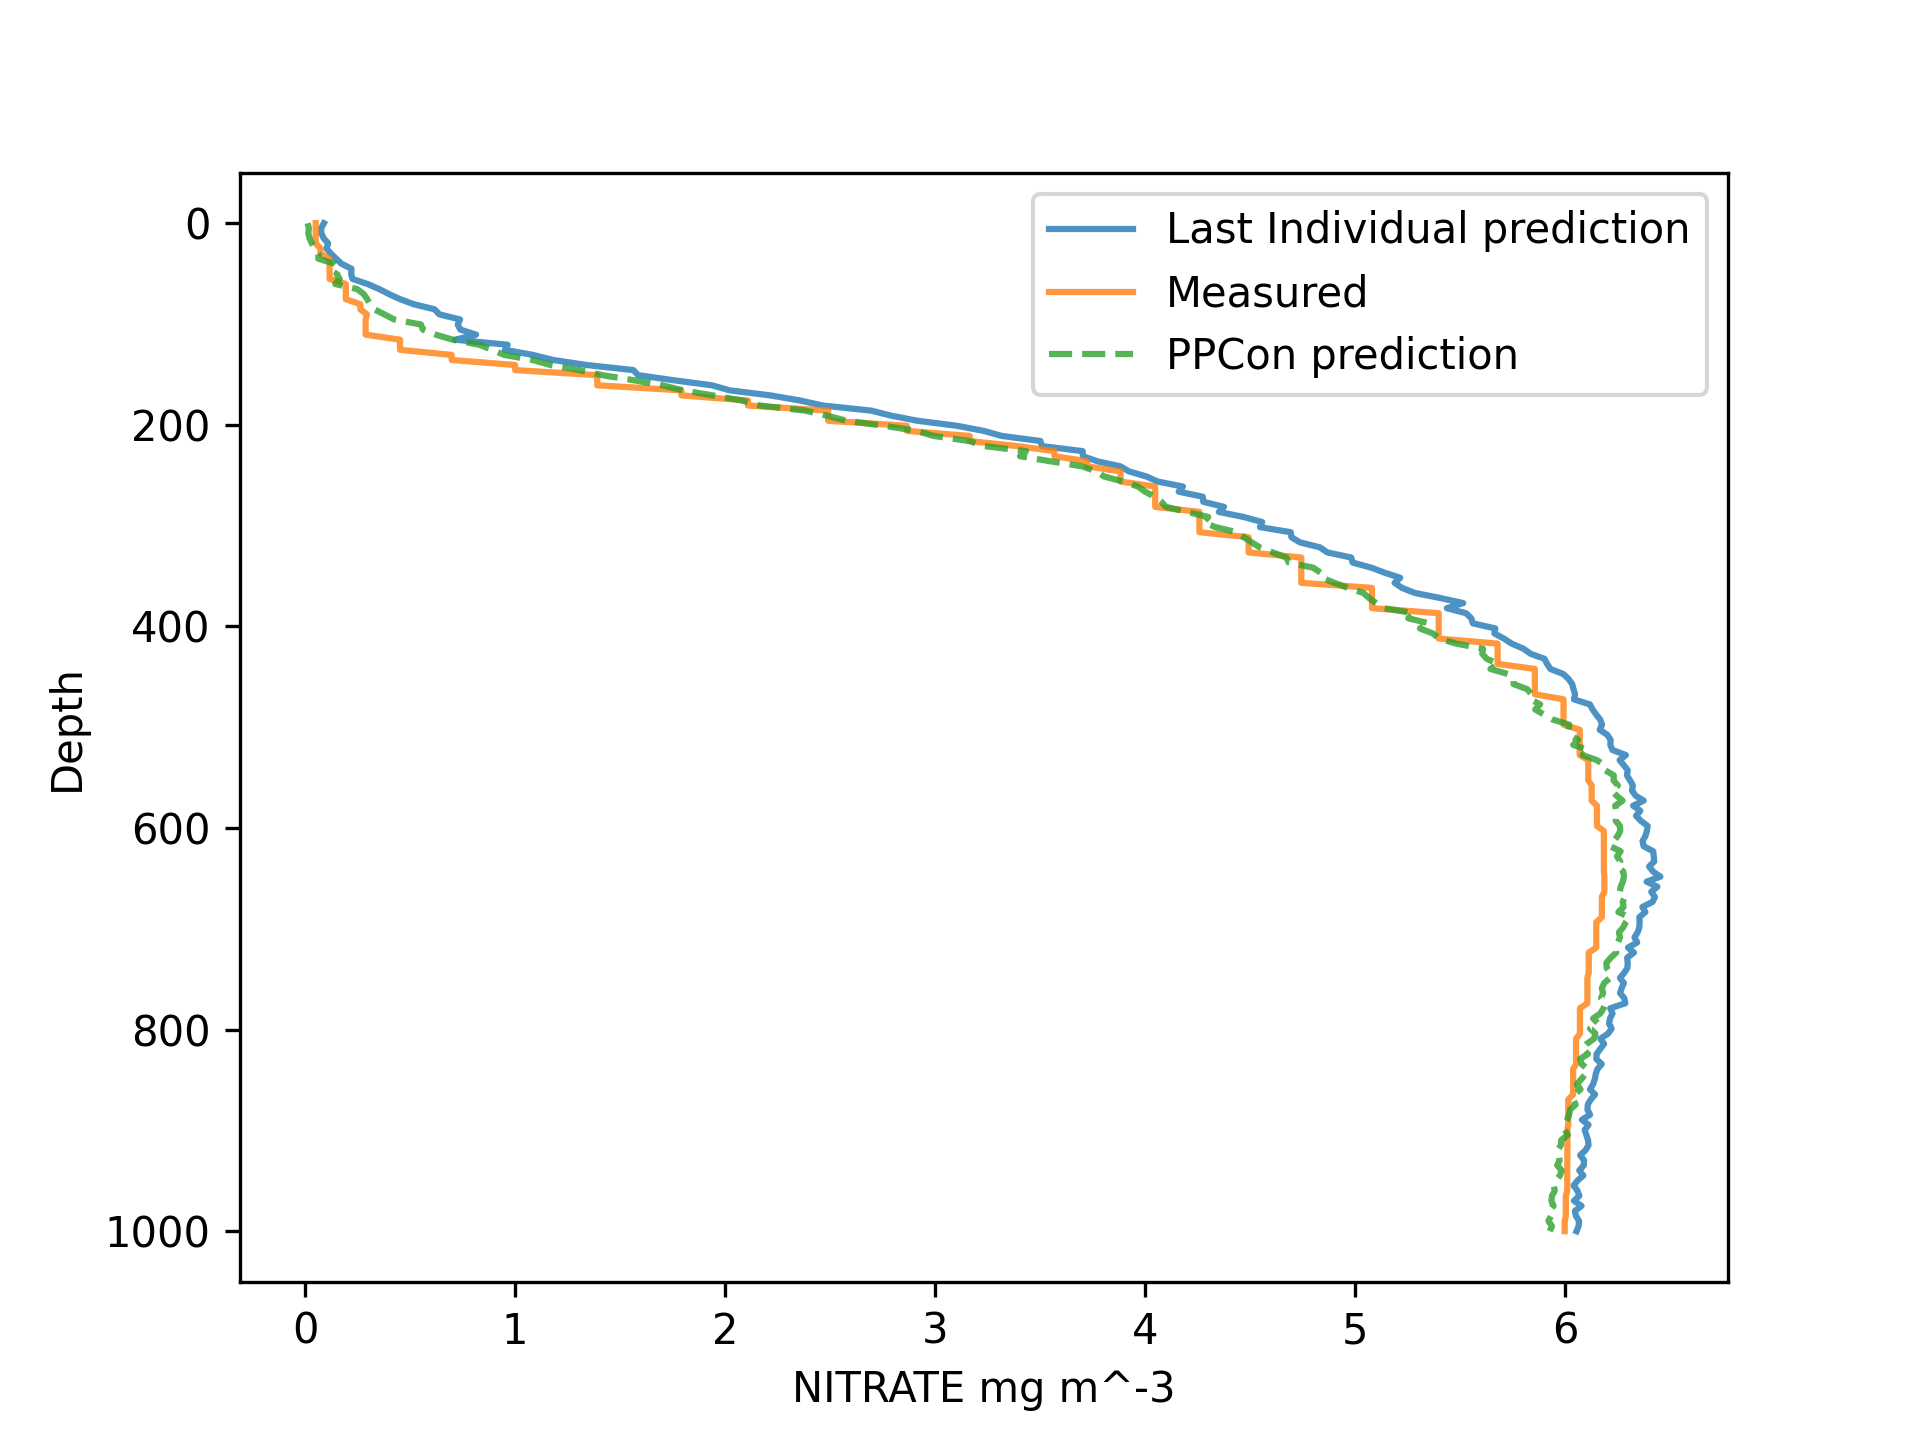 Last Individual prediction
Measured
PPCon prediction
0
200
400
600
800
1000
Depth
0 1 2 3 4 5 6
NITRATE mg m^-3